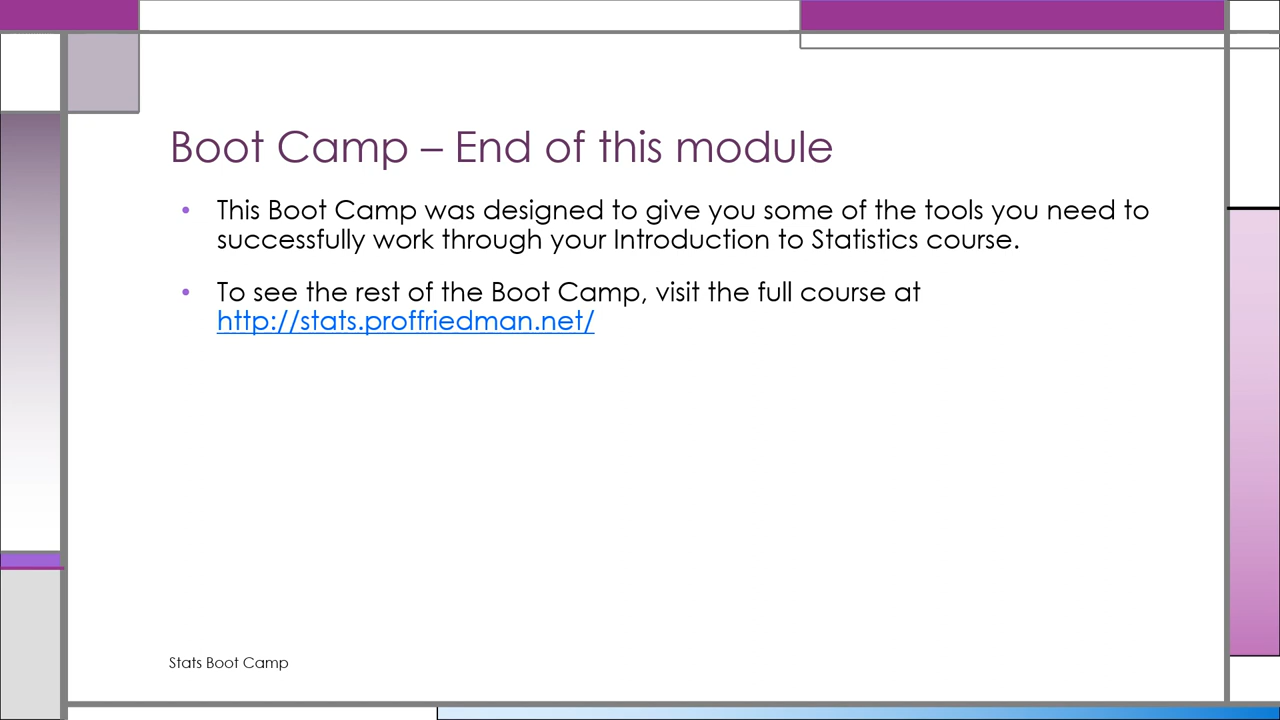 Boot Camp – End of this module
• This Boot Camp was designed to give you some of the tools you need to
successfully work through your Introduction to Statistics course.
• To see the rest of the Boot Camp, visit the full course at
http://stats.proffriedman.net/
Stats Boot Camp